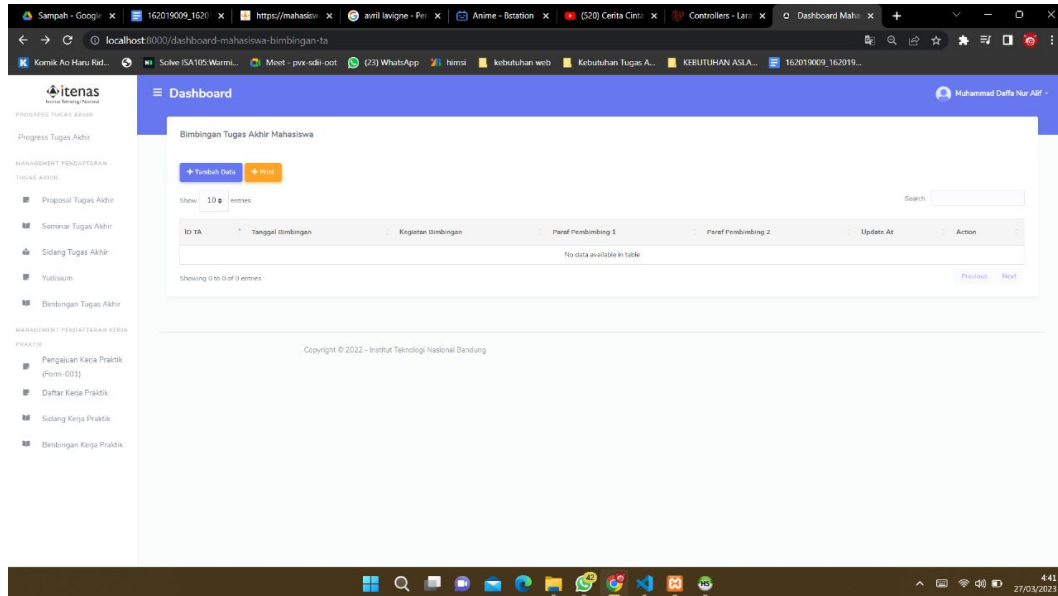 Sampah - Google
162019009_1620
https://mahasisw
avril lavigne - Per
Anime - Bstation
(520) Cerita Cinta
Controllers - Lara
Dashboard Maha
localhost:8000/dashboard-mahasiswa-bimbingan-ta
Komik Ao Haru Rid...
Solve ISA105:Warmi...
Meet - pvx-sdii-oot
(23) WhatsApp
himsi
kebutuhan web
Kebutuhan Tugas A...
KEBUTUHAN ASLA...
162019009_162019...
itenas
Institut Teknologi Nasional
Dashboard
Muhammad Daffa Nur Alif
PROGRESS TUGAS AKHIR
Progress Tugas Akhir
MANAGEMENT PENDAFTARAN
TUGAS AKHIR
Proposal Tugas Akhir
Seminar Tugas Akhir
Sidang Tugas Akhir
Yudisium
Bimbingan Tugas Akhir
MANAGEMENT PENDAFTARAN KERJA
PRAKTIK
Pengajuan Kerja Praktik
(Form-001)
Daftar Kerja Praktik
Sidang Kerja Praktik
Bimbingan Kerja Praktik
Bimbingan Tugas Akhir Mahasiswa
+ Tambah Data
+ Print
Show 10 entries
Search:
ID TA Tanggal Bimbingan Kegiatan Bimbingan Paraf Pembimbing 1 Paraf Pembimbing 2 Update At Action
No data available in table
Showing 0 to 0 of 0 entries
Previous Next
Copyright © 2022 - Institut Teknologi Nasional Bandung
42
4:41
27/03/2023